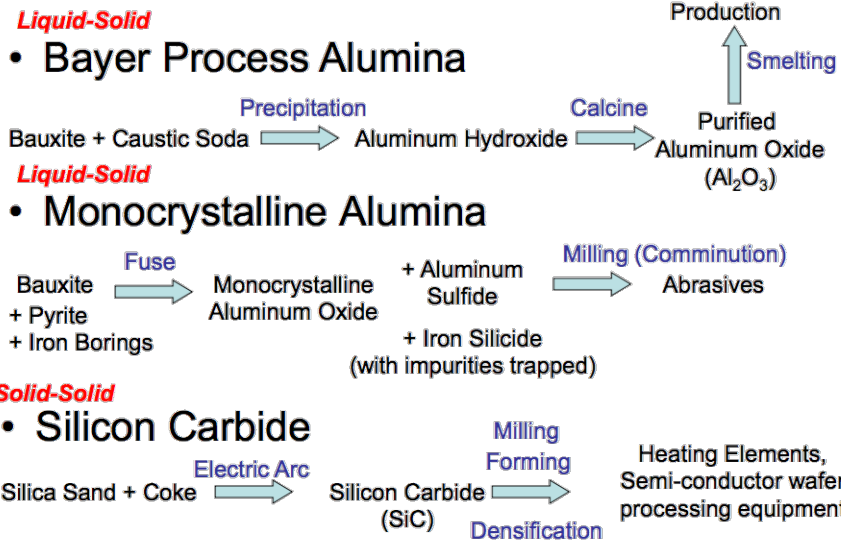 Liquid-Solid
Production
• Bayer Process Alumina
Smelting
Precipitation
Calcine
Bauxite + Caustic Soda
Aluminum Hydroxide
Purified
Aluminum Oxide
(Al₂O₃)
Liquid-Solid
• Monocrystalline Alumina
Fuse
Milling (Comminution)
Bauxite
+ Pyrite
+ Iron Borings
Monocrystalline
Aluminum Oxide
+ Aluminum
Sulfide
+ Iron Silicide
(with impurities trapped)
Abrasives
Solid-Solid
• Silicon Carbide
Electric Arc
Milling
Forming
Densification
Silica Sand + Coke
Silicon Carbide
(SiC)
Heating Elements,
Semi-conductor wafer
processing equipment